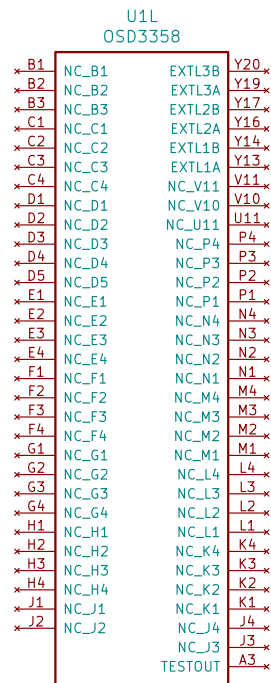 U1L
OSD3358
B1 NC_B1 EXTL3B Y20
B2 NC_B2 EXTL3A Y19
B3 NC_B3 EXTL2B Y17
C1 NC_C1 EXTL2A Y16
C2 NC_C2 EXTL1B Y14
C3 NC_C3 EXTL1A Y13
C4 NC_C4 NC_V11 V11
D1 NC_D1 NC_V10 V10
D2 NC_D2 NC_U11 U11
D3 NC_D3 NC_P4 P4
D4 NC_D4 NC_P3 P3
D5 NC_D5 NC_P2 P2
E1 NC_E1 NC_P1 P1
E2 NC_E2 NC_N4 N4
E3 NC_E3 NC_N3 N3
E4 NC_E4 NC_N2 N2
F1 NC_F1 NC_N1 N1
F2 NC_F2 NC_M4 M4
F3 NC_F3 NC_M3 M3
F4 NC_F4 NC_M2 M2
G1 NC_G1 NC_M1 M1
G2 NC_G2 NC_L4 L4
G3 NC_G3 NC_L3 L3
G4 NC_G4 NC_L2 L2
H1 NC_H1 NC_L1 L1
H2 NC_H2 NC_K4 K4
H3 NC_H3 NC_K3 K3
H4 NC_H4 NC_K2 K2
J1 NC_J1 NC_K1 K1
J2 NC_J2 NC_J4 J4
NC_J3 J3
TESTOUT A3